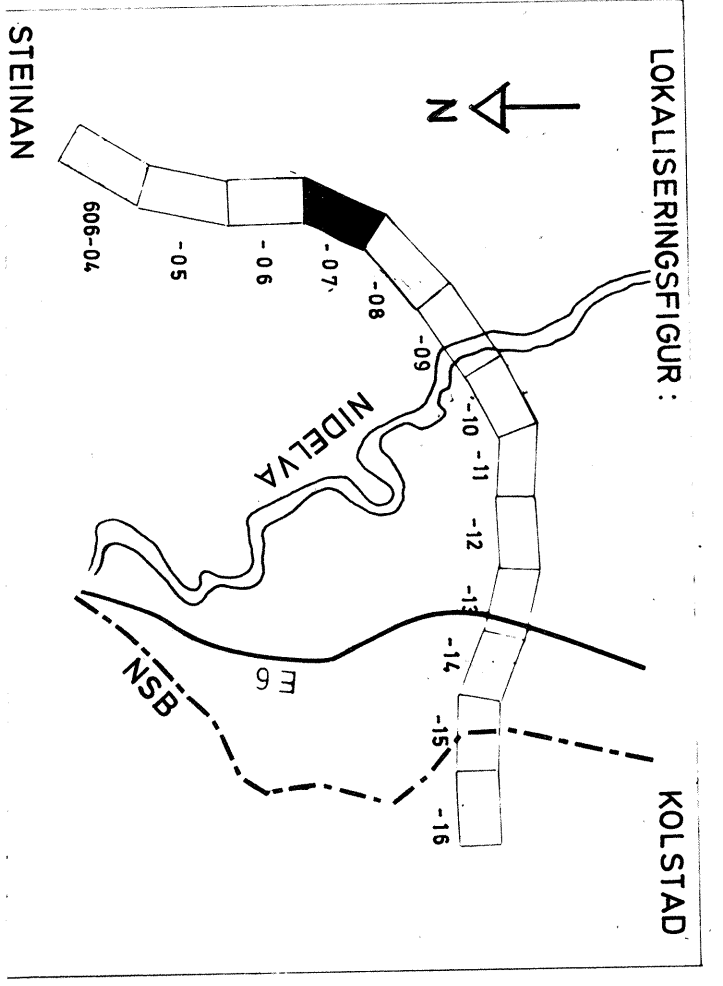 LOKALISERINGSFIGUR:
N
STEINAN
KOLSTAD
606-04
-05
-06
-07
-08
-09
-10
-11
-12
-13
-14
-15
-16
NIDELVA
E6
NSB